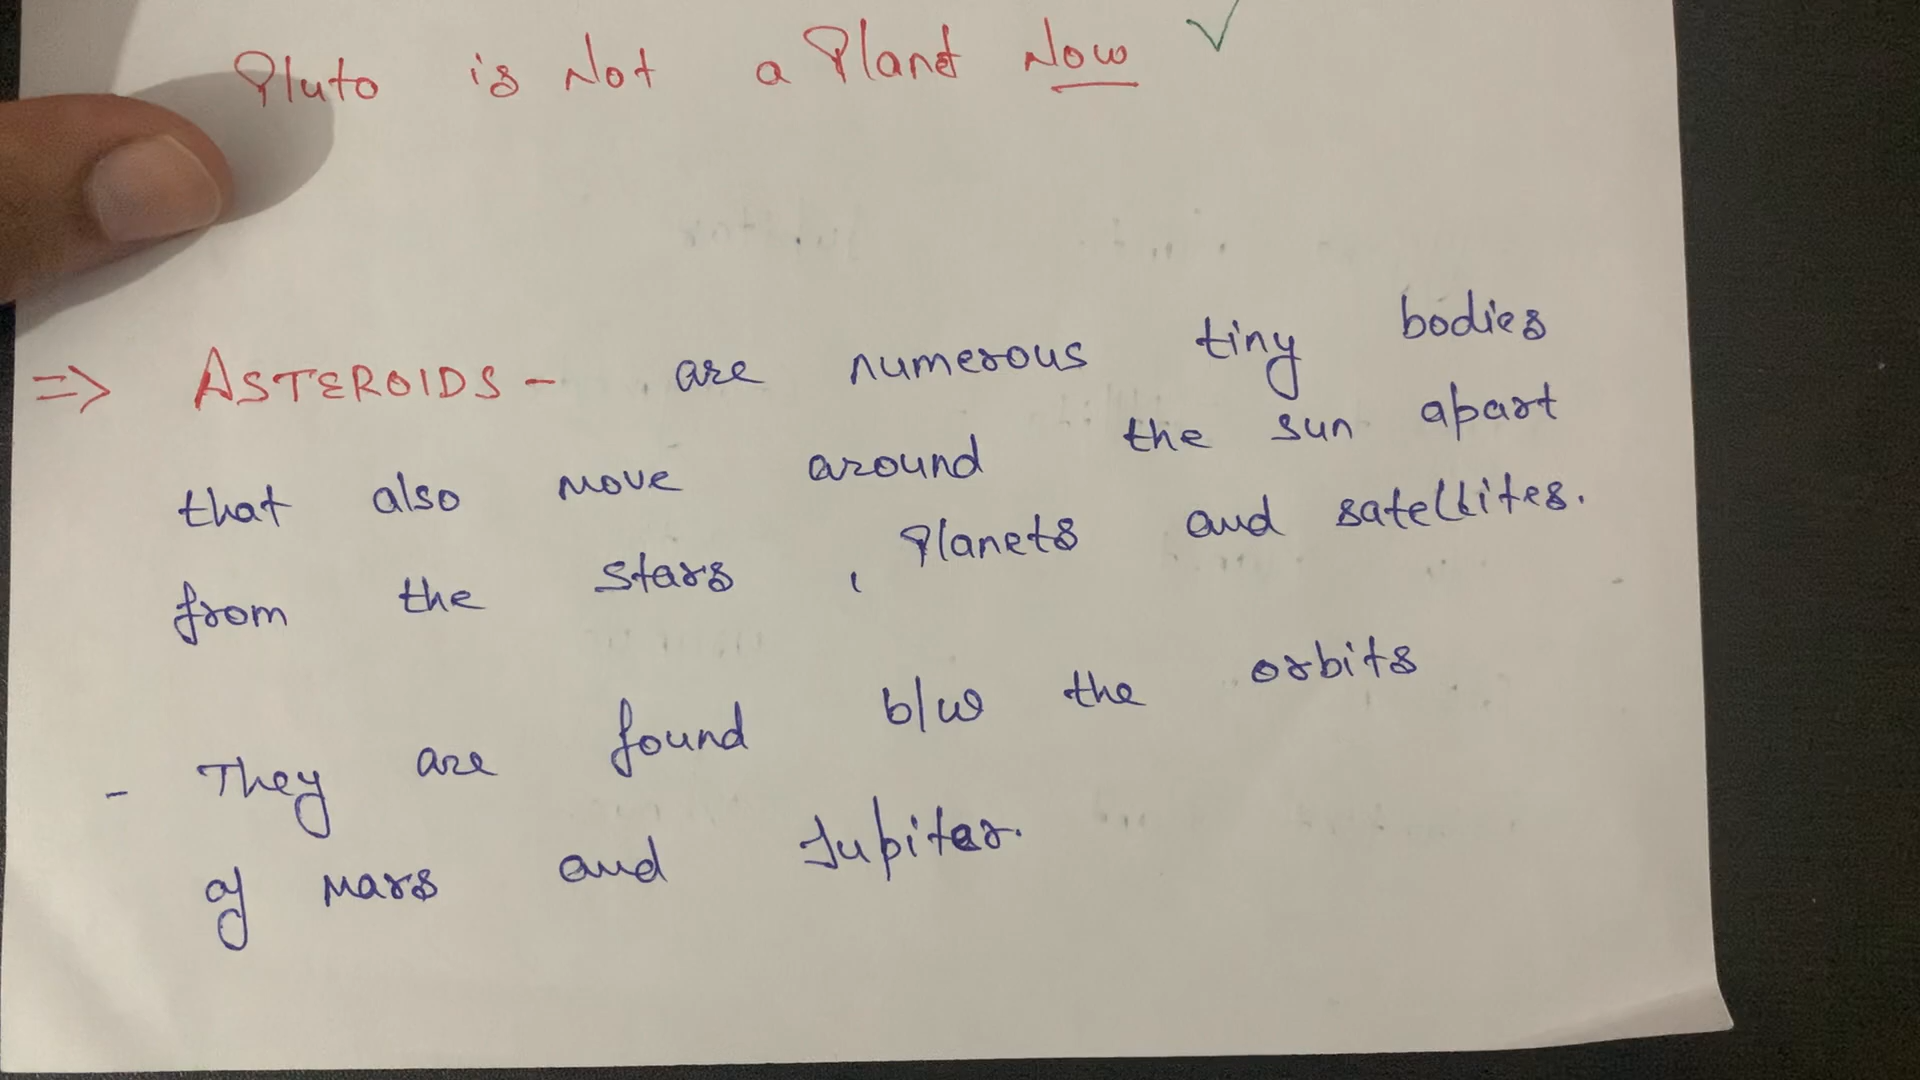 Pluto is Not a Planet Now ✓
=> ASTEROIDS - are numerous tiny bodies
that also move around the sun apart
from the stars, Planets and satellites.
- They are found b/w the orbits
of Mars and Jupiter.